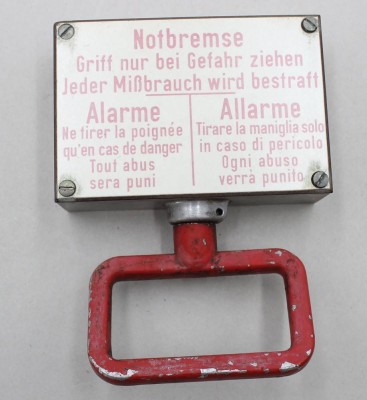 Notbremse
Griff nur bei Gefahr ziehen
Jeder Mißbrauch wird bestraft
Alarme
Ne tirer la poignée
qu'en cas de danger
Tout abus
sera puni
Allarme
Tirare la maniglia solo
in caso di pericolo
Ogni abuso
verrà punito